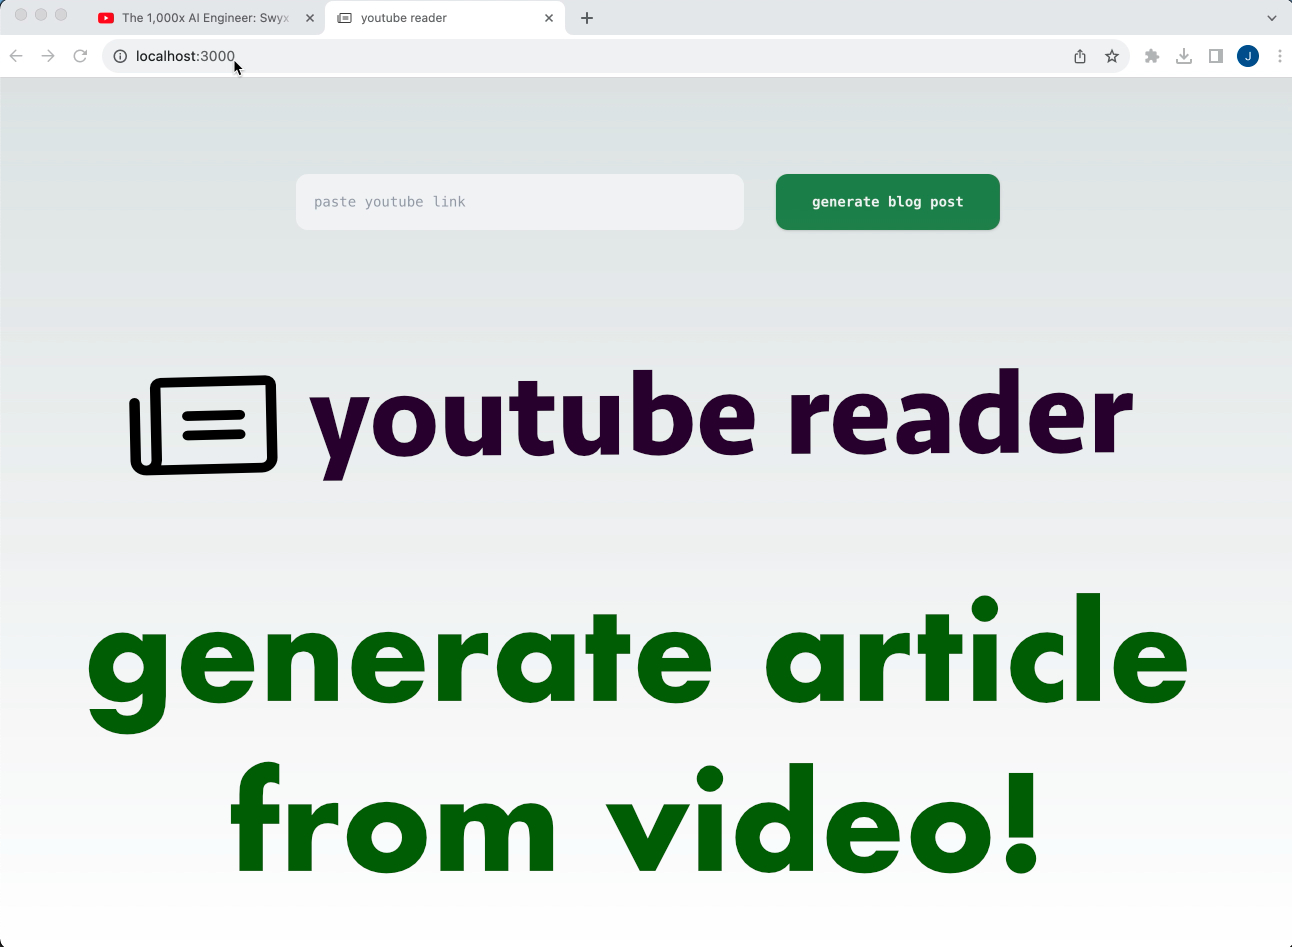 The 1,000x AI Engineer: Swyx
youtube reader
localhost:3000
J
paste youtube link
generate blog post
youtube reader
generate article
from video!